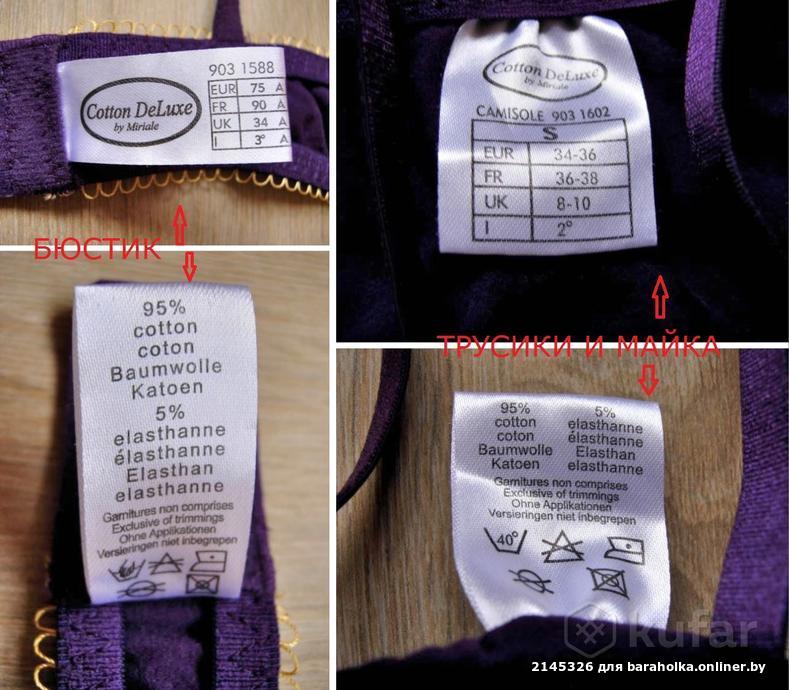 903 1588
Cotton DeLuxe
by Miriale
EUR 75 A
FR 90 A
UK 34 A
I 3° A
БЮСТИК
95%
cotton
coton
Baumwolle
Katoen
5%
elasthanne
élasthanne
Elasthan
elasthanne
Garnitures non comprises
Exclusive of trimmings
Ohne Applikationen
Versieringen niet inbegrepen
Cotton DeLuxe
by Miriale
CAMISOLE 903 1602
S
EUR 34-36
FR 36-38
UK 8-10
I 2°
ТРУСИКИ И МАЙКА
95% 5%
cotton elasthanne
coton élasthanne
Baumwolle Elasthan
Katoen elasthanne
Garnitures non comprises
Exclusive of trimmings
Ohne Applikationen
Versieringen niet inbegrepen
40°
kufar
2145326 для baraholka.onliner.by